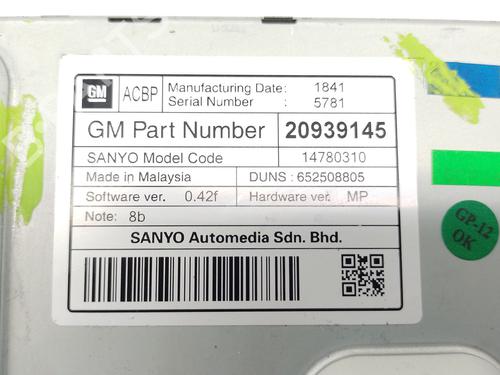 GM
ACBP
Manufacturing Date: 1841
Serial Number : 5781
GM Part Number 20939145
SANYO Model Code 14780310
Made in Malaysia DUNS : 652508805
Software ver. 0.42f Hardware ver: MP
Note: 8b
SANYO Automedia Sdn. Bhd.
GP-12
OK